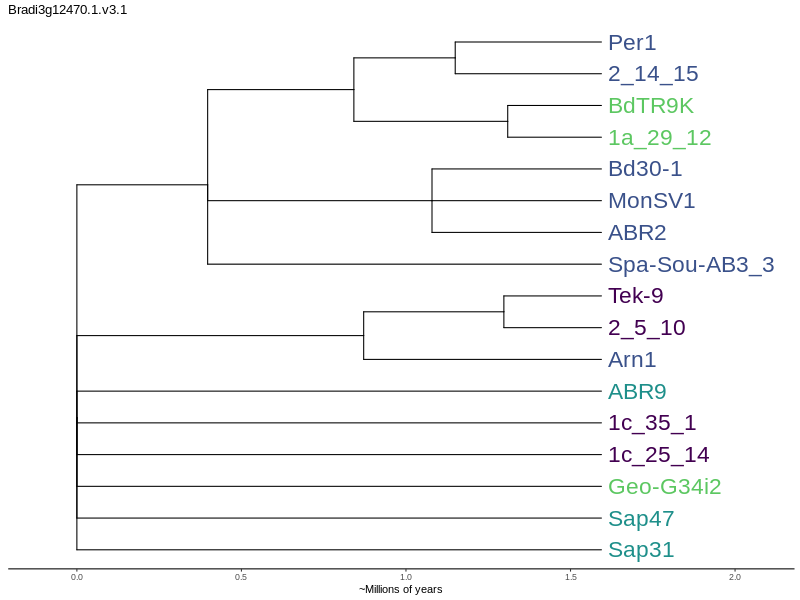 Bradi3g12470.1.v3.1
Per1
2_14_15
BdTR9K
1a_29_12
Bd30-1
MonSV1
ABR2
Spa-Sou-AB3_3
Tek-9
2_5_10
Arn1
ABR9
1c_35_1
1c_25_14
Geo-G34i2
Sap47
Sap31
0.0 0.5 1.0 1.5 2.0
~Millions of years